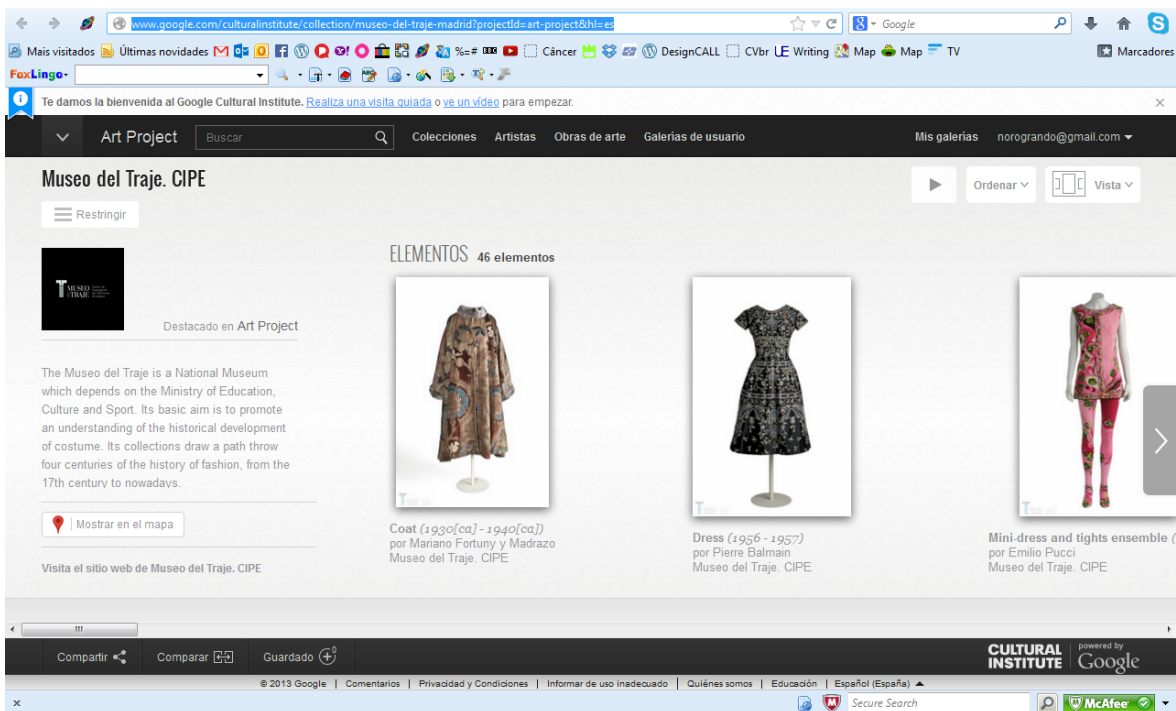 www.google.com/culturalinstitute/collection/museo-del-traje-madrid?projectId=art-project&hl=es
Google
Mais visitados Últimas novidades %=# Câncer DesignCALL CVbr Writing Map Map TV Marcadores
FoxLingo
Te damos la bienvenida al Google Cultural Institute. Realiza una visita guiada o ve un vídeo para empezar.
Art Project Buscar Colecciones Artistas Obras de arte Galerías de usuario Mis galerías norogrando@gmail.com
Museo del Traje. CIPE
Ordenar Vista
Restringir
ELEMENTOS 46 elementos
MUSEO
DEL TRAJE
Destacado en Art Project
The Museo del Traje is a National Museum
which depends on the Ministry of Education,
Culture and Sport. Its basic aim is to promote
an understanding of the historical development
of costume. Its collections draw a path throw
four centuries of the history of fashion, from the
17th century to nowadays.
Mostrar en el mapa
Visita el sitio web de Museo del Traje. CIPE
Coat (1930[ca] - 1940[ca])
por Mariano Fortuny y Madrazo
Museo del Traje. CIPE
Dress (1956 - 1957)
por Pierre Balmain
Museo del Traje. CIPE
Mini-dress and tights ensemble (
por Emilio Pucci
Museo del Traje. CIPE
Compartir Comparar Guardado 0
CULTURAL INSTITUTE powered by Google
© 2013 Google | Comentarios | Privacidad y Condiciones | Informar de uso inadecuado | Quiénes somos | Educación | Español (España)
Secure Search McAfee